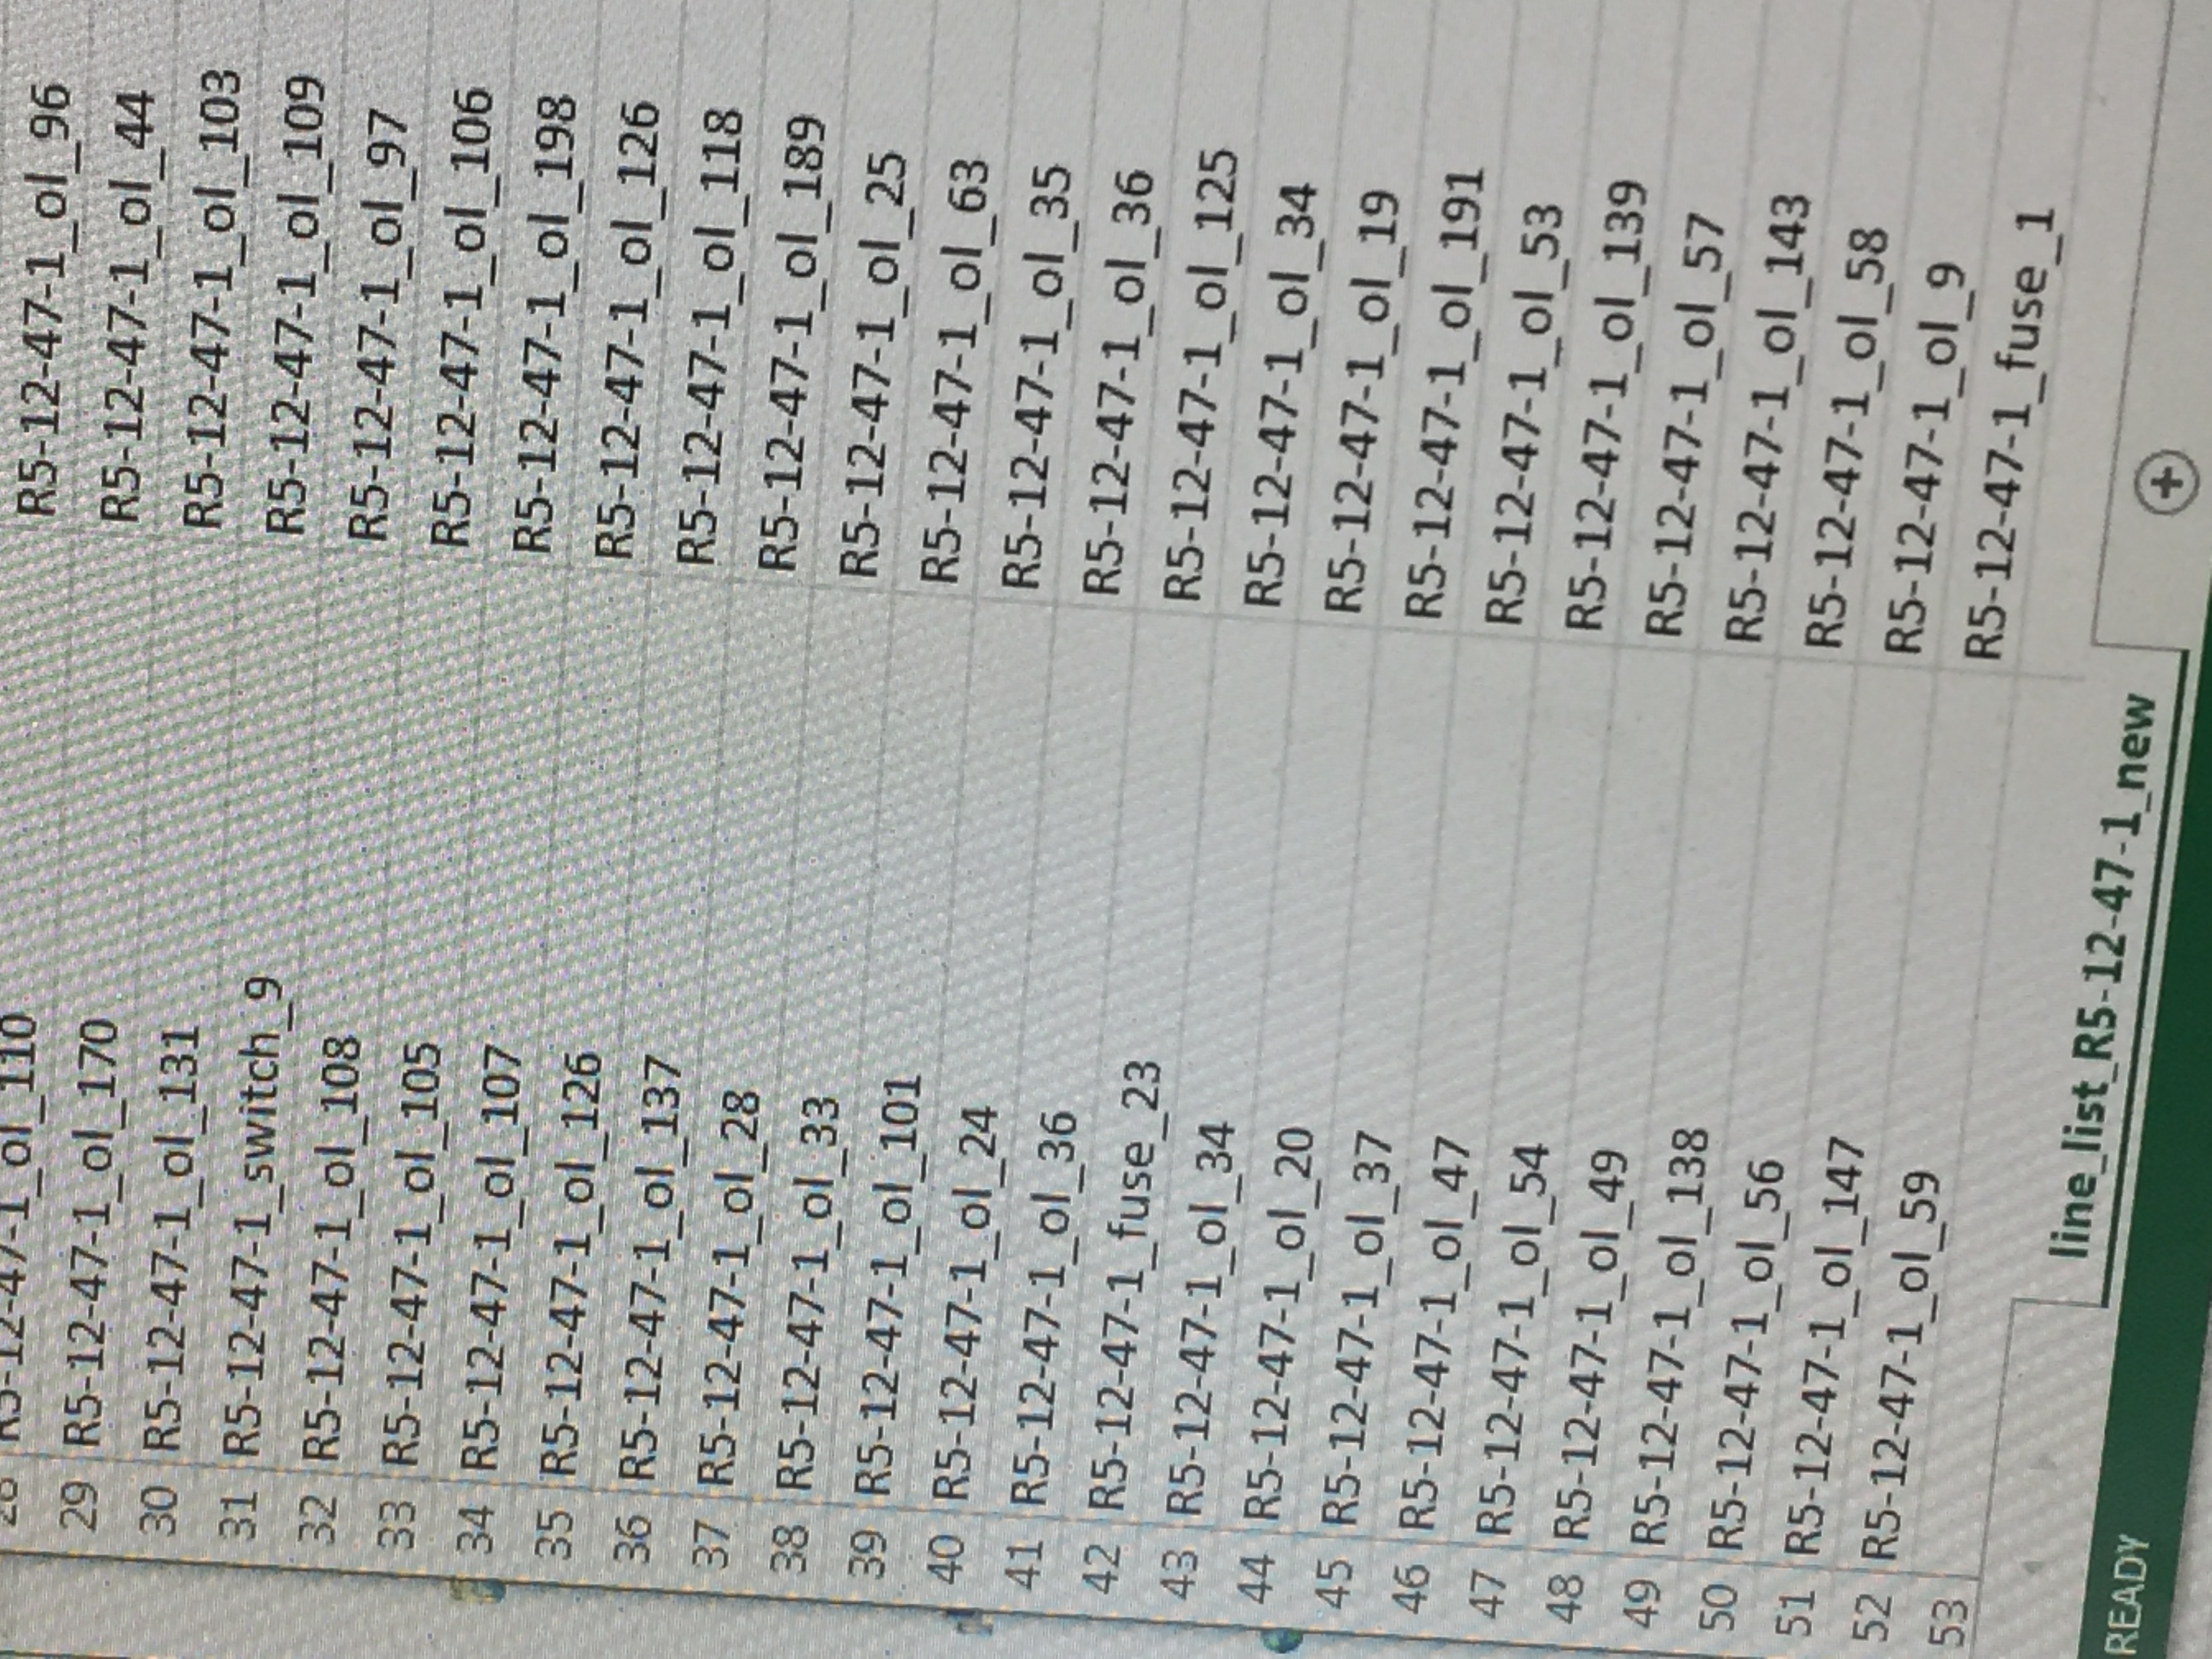 28 R5-12-47-1_ol_110 R5-12-47-1_ol_96
29 R5-12-47-1_ol_170 R5-12-47-1_ol_44
30 R5-12-47-1_ol_131 R5-12-47-1_ol_103
31 R5-12-47-1_switch_9 R5-12-47-1_ol_109
32 R5-12-47-1_ol_108 R5-12-47-1_ol_97
33 R5-12-47-1_ol_105 R5-12-47-1_ol_106
34 R5-12-47-1_ol_107 R5-12-47-1_ol_198
35 R5-12-47-1_ol_126 R5-12-47-1_ol_126
36 R5-12-47-1_ol_137 R5-12-47-1_ol_118
37 R5-12-47-1_ol_28 R5-12-47-1_ol_189
38 R5-12-47-1_ol_33 R5-12-47-1_ol_25
39 R5-12-47-1_ol_101 R5-12-47-1_ol_63
40 R5-12-47-1_ol_24 R5-12-47-1_ol_35
41 R5-12-47-1_ol_36 R5-12-47-1_ol_36
42 R5-12-47-1_fuse_23 R5-12-47-1_ol_125
43 R5-12-47-1_ol_34 R5-12-47-1_ol_34
44 R5-12-47-1_ol_20 R5-12-47-1_ol_19
45 R5-12-47-1_ol_37 R5-12-47-1_ol_191
46 R5-12-47-1_ol_47 R5-12-47-1_ol_53
47 R5-12-47-1_ol_54 R5-12-47-1_ol_139
48 R5-12-47-1_ol_49 R5-12-47-1_ol_57
49 R5-12-47-1_ol_138 R5-12-47-1_ol_143
50 R5-12-47-1_ol_56 R5-12-47-1_ol_58
51 R5-12-47-1_ol_147 R5-12-47-1_ol_9
52 R5-12-47-1_ol_59 R5-12-47-1_fuse_1
53
line_list_R5-12-47-1_new
READY